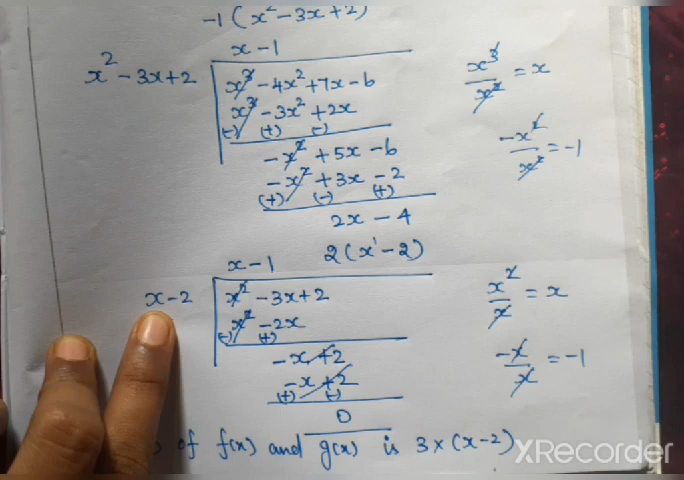 -1 ( x² - 3x + 2 )
x - 1
x² - 3x + 2 | x³ - 4x² + 7x - 6 x³/x² = x
x³ - 3x² + 2x
(-) (+) (-)
-x² + 5x - 6 -x²/x² = -1
-x² + 3x - 2
(+) (-) (+)
2x - 4
x - 1 2 ( x - 2 )
x - 2 | x² - 3x + 2 x²/x = x
x² - 2x
(-) (+)
-x + 2 -x/x = -1
-x + 2
(+) (-)
0
of f(x) and g(x) is 3 × (x - 2)
XRecorder